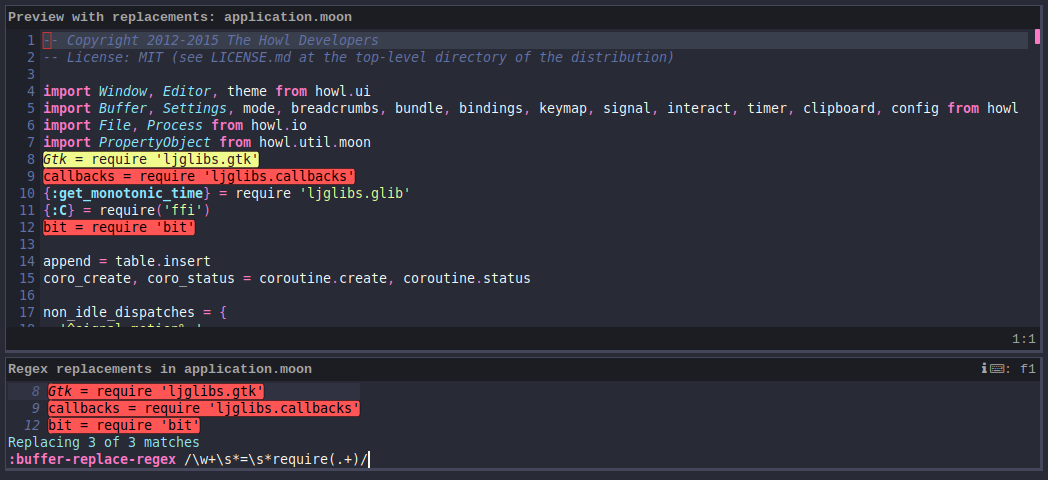 Preview with replacements: application.moon
1 -- Copyright 2012-2015 The Howl Developers
2 -- License: MIT (see LICENSE.md at the top-level directory of the distribution)
3
4 import Window, Editor, theme from howl.ui
5 import Buffer, Settings, mode, breadcrumbs, bundle, bindings, keymap, signal, interact, timer, clipboard, config from howl
6 import File, Process from howl.io
7 import PropertyObject from howl.util.moon
8 Gtk = require 'ljglibs.gtk'
9 callbacks = require 'ljglibs.callbacks'
10 {:get_monotonic_time} = require 'ljglibs.glib'
11 {:C} = require('ffi')
12 bit = require 'bit'
13
14 append = table.insert
15 coro_create, coro_status = coroutine.create, coroutine.status
16
17 non_idle_dispatches = {
1:1
Regex replacements in application.moon
: f1
8 Gtk = require 'ljglibs.gtk'
9 callbacks = require 'ljglibs.callbacks'
12 bit = require 'bit'
Replacing 3 of 3 matches
:buffer-replace-regex /\w+\s*=\s*require(.+)/